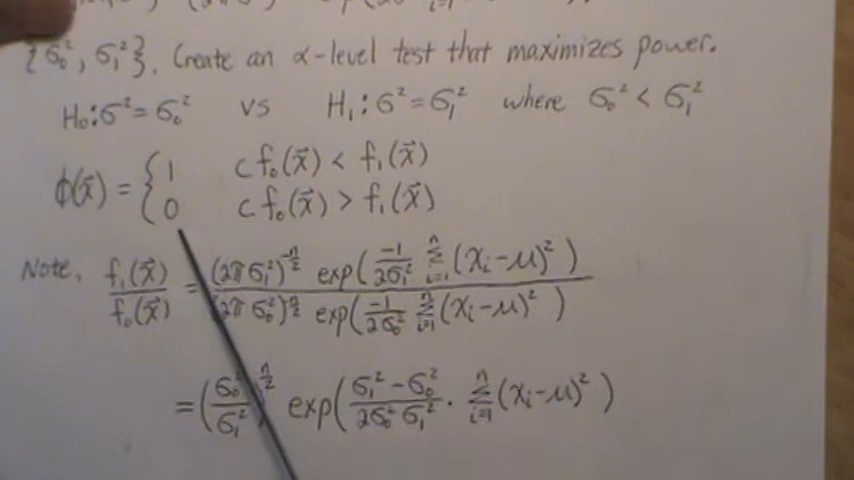 {σ₀², σ₁²}. Create an α-level test that maximizes power.
H₀: σ² = σ₀² vs H₁: σ² = σ₁² where σ₀² < σ₁²
ϕ(x⃗) = { 1 c f₀(x⃗) < f₁(x⃗)
0 c f₀(x⃗) > f₁(x⃗)
Note, f₁(x⃗)/f₀(x⃗) = (2πσ₁²)^(-n/2) exp(-1/(2σ₁²) Σᵢ₌₁ⁿ (xᵢ-μ)²) / (2πσ₀²)^(n/2) exp(-1/(2σ₀²) Σᵢ₌₁ⁿ (xᵢ-μ)²)
= (σ₀²/σ₁²)^(n/2) exp((σ₁²-σ₀²)/(2σ₀²σ₁²) · Σᵢ₌₁ⁿ (xᵢ-μ)²)